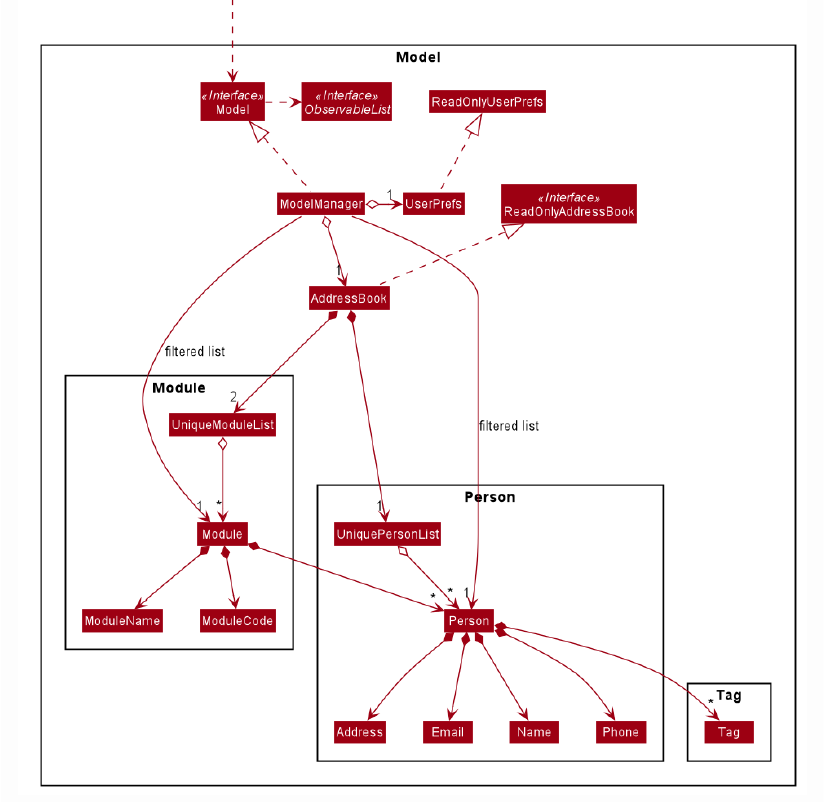 Model
«Interface»
Model
«Interface»
ObservableList
ReadOnlyUserPrefs
ModelManager
1
UserPrefs
«Interface»
ReadOnlyAddressBook
1
AddressBook
filtered list
Module
2
UniqueModuleList
filtered list
1
*
Module
Person
1
UniquePersonList
*
*
1
ModuleName
ModuleCode
Person
Tag
*
Address
Email
Name
Phone
Tag